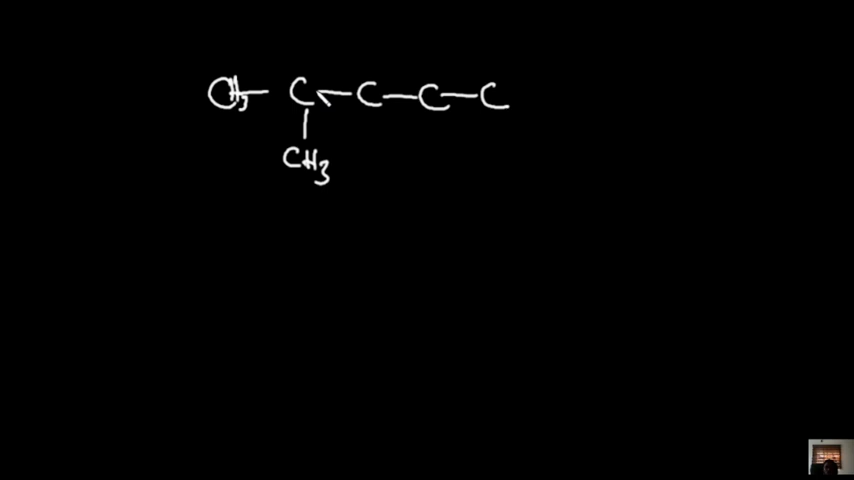 CH3 — C — C — C — C
CH3